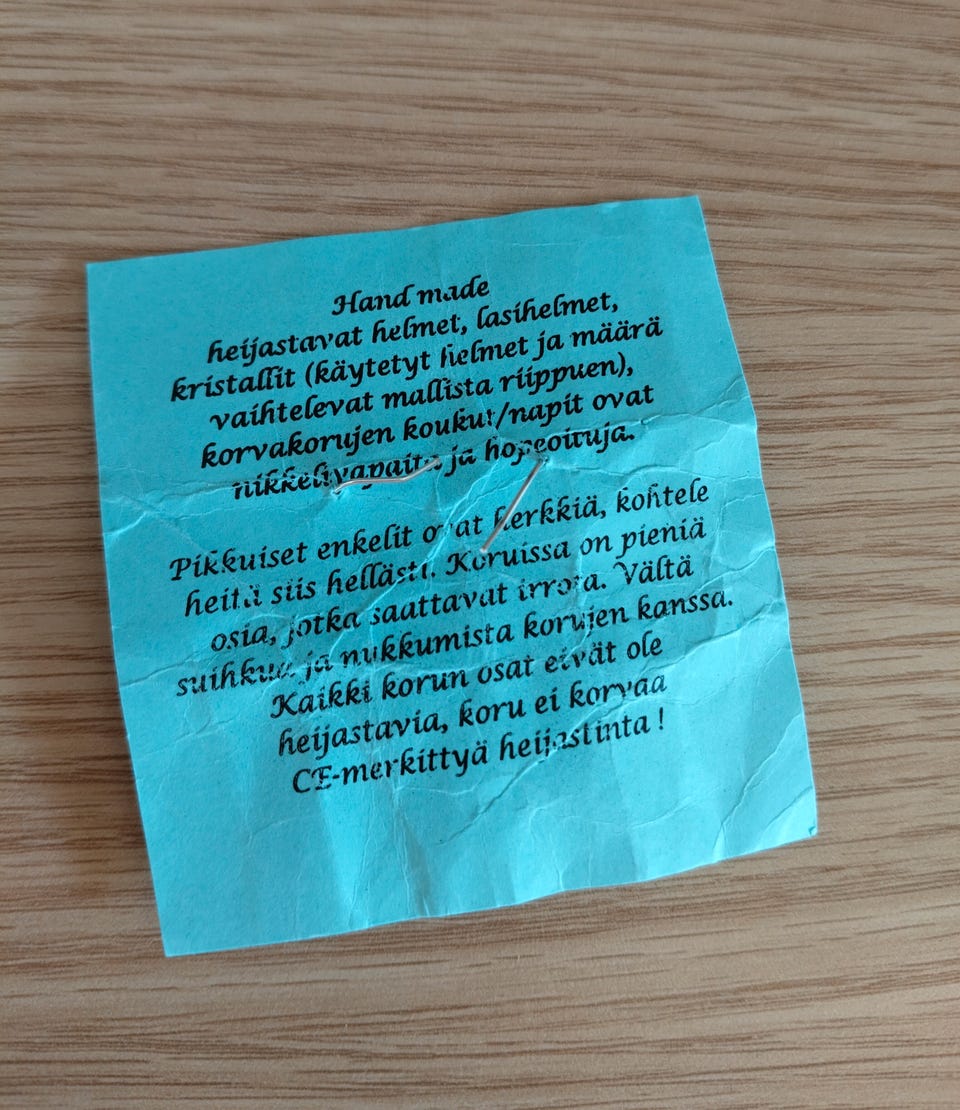 Hand made
heijastavat helmet, lasihelmet,
kristallit (käytetyt helmet ja määrä
vaihtelevat mallista riippuen),
korvakorujen koukut/napit ovat
nikkelivapaita ja hopeoituja.
Pikkuiset enkelit ovat herkkiä, kohtele
heitä siis hellästi. Koruissa on pieniä
osia, jotka saattavat irrota. Vältä
suihkua ja nukkumista korujen kanssa.
Kaikki korun osat eivät ole
heijastavia, koru ei korvaa
CE-merkittyä heijastinta !